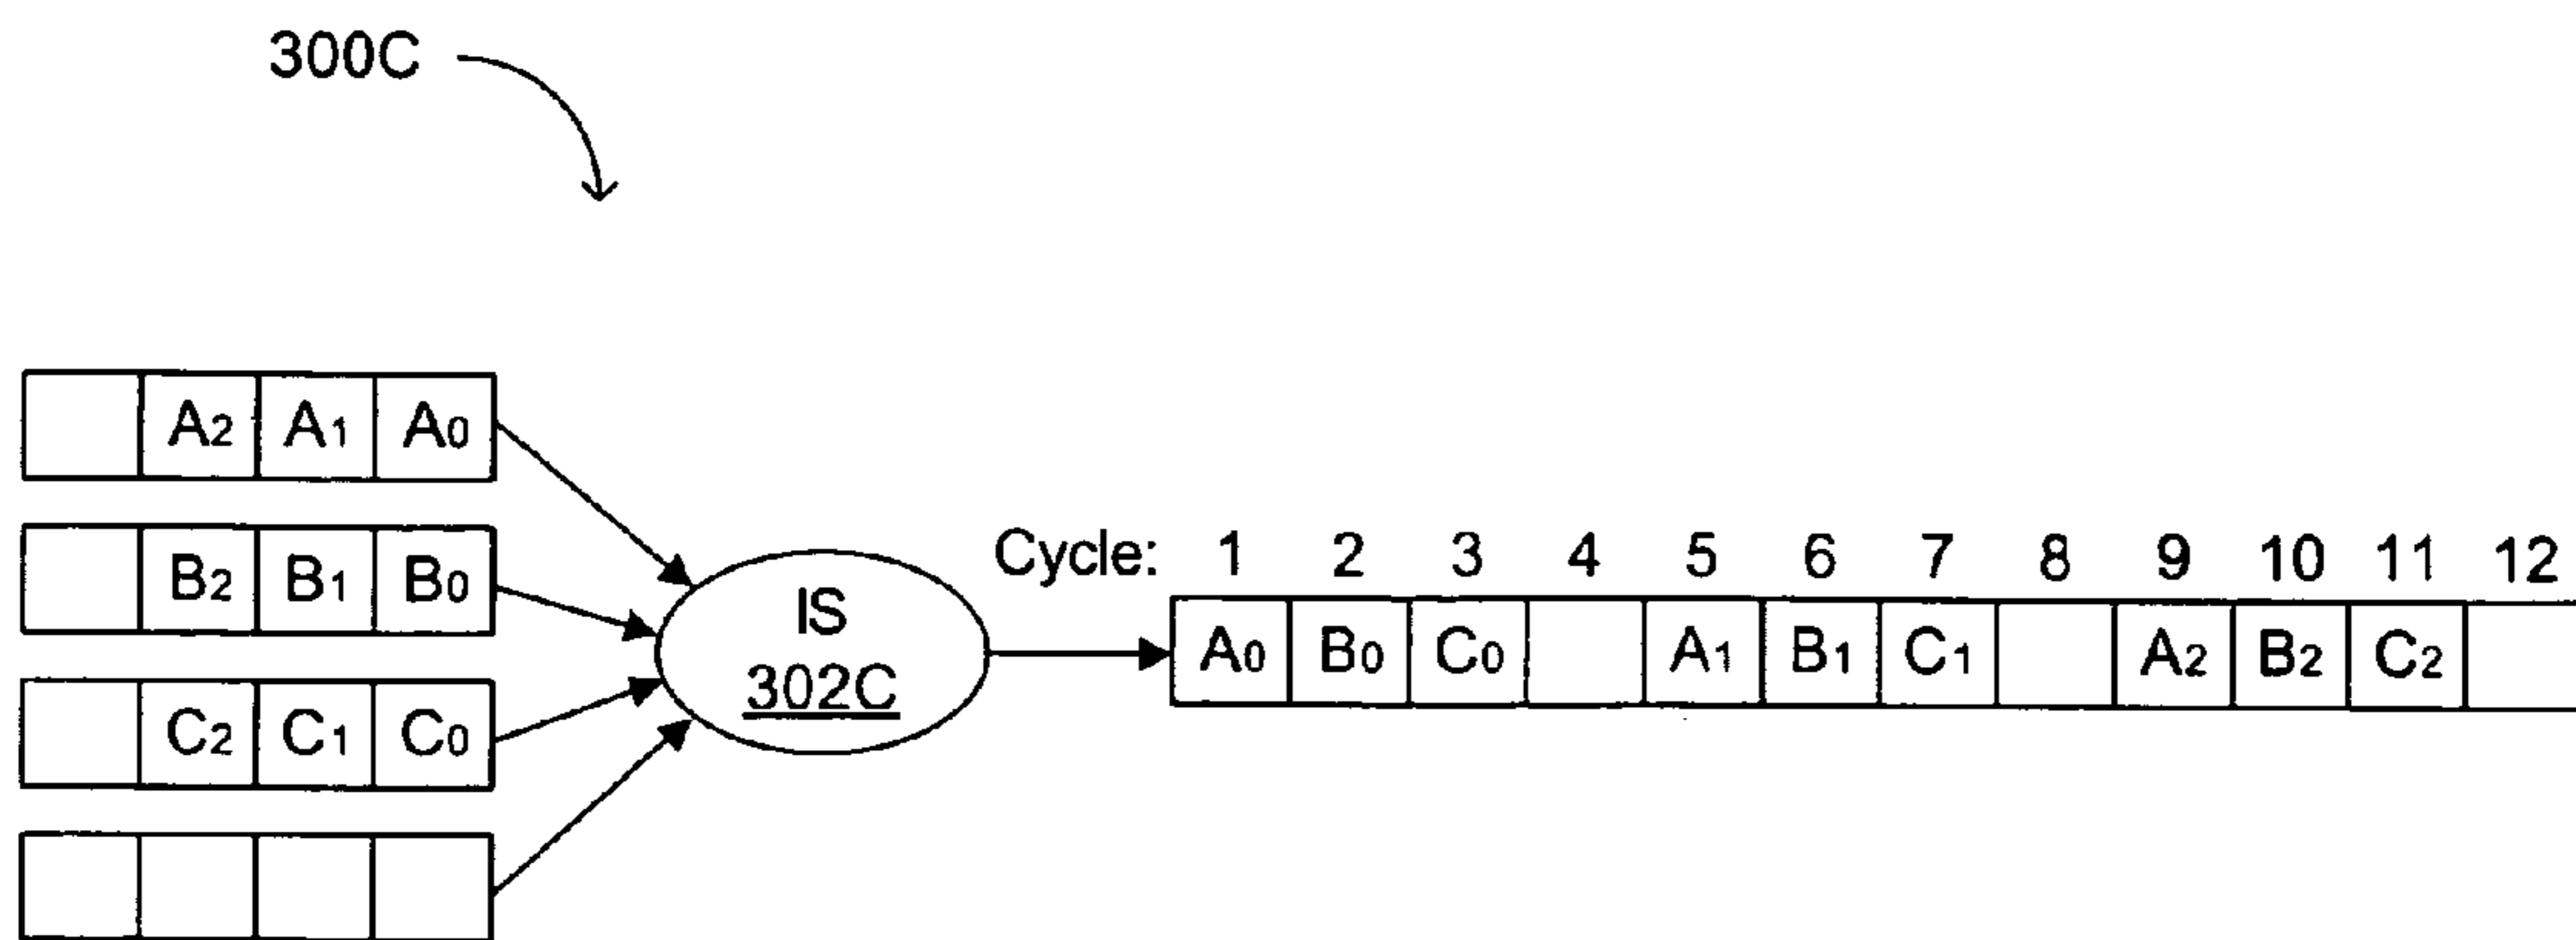 300C
A2 A1 A0
B2 B1 B0
C2 C1 C0
IS
302C
Cycle: 1 2 3 4 5 6 7 8 9 10 11 12
A0 B0 C0 A1 B1 C1 A2 B2 C2